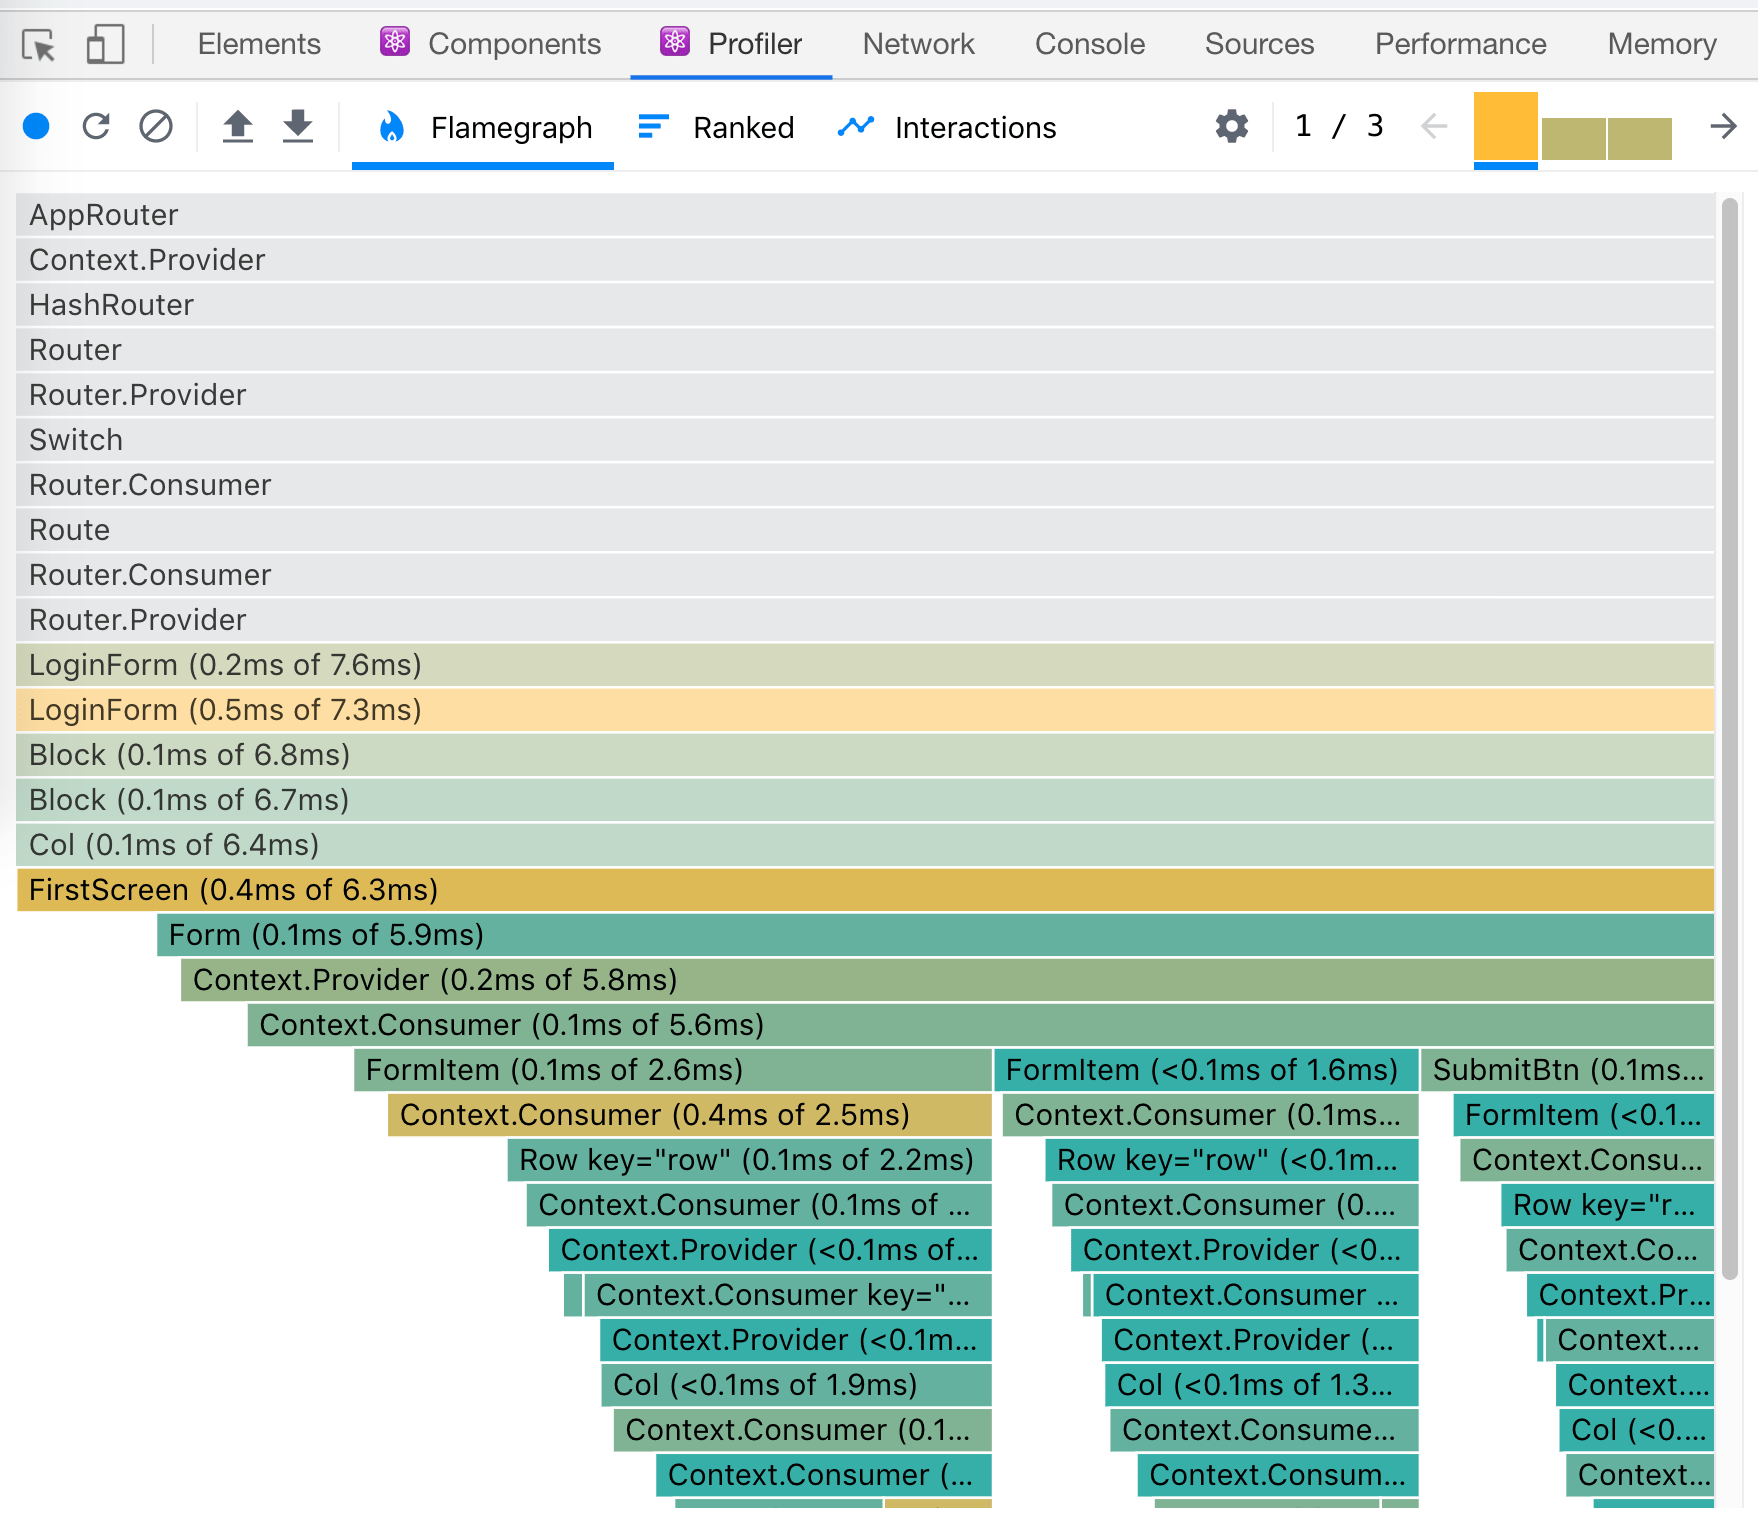 Elements Components Profiler Network Console Sources Performance Memory
Flamegraph Ranked Interactions 1 / 3
AppRouter
Context.Provider
HashRouter
Router
Router.Provider
Switch
Router.Consumer
Route
Router.Consumer
Router.Provider
LoginForm (0.2ms of 7.6ms)
LoginForm (0.5ms of 7.3ms)
Block (0.1ms of 6.8ms)
Block (0.1ms of 6.7ms)
Col (0.1ms of 6.4ms)
FirstScreen (0.4ms of 6.3ms)
Form (0.1ms of 5.9ms)
Context.Provider (0.2ms of 5.8ms)
Context.Consumer (0.1ms of 5.6ms)
FormItem (0.1ms of 2.6ms) FormItem (<0.1ms of 1.6ms) SubmitBtn (0.1ms...
Context.Consumer (0.4ms of 2.5ms) Context.Consumer (0.1ms... FormItem (<0.1...
Row key="row" (0.1ms of 2.2ms) Row key="row" (<0.1m... Context.Consu...
Context.Consumer (0.1ms of ... Context.Consumer (0.... Row key="r...
Context.Provider (<0.1ms of... Context.Provider (<0... Context.Co...
Context.Consumer key="... Context.Consumer ... Context.Pr...
Context.Provider (<0.1m... Context.Provider (... Context....
Col (<0.1ms of 1.9ms) Col (<0.1ms of 1.3... Context....
Context.Consumer (0.1... Context.Consume... Col (<0....
Context.Consumer (... Context.Consum... Context...